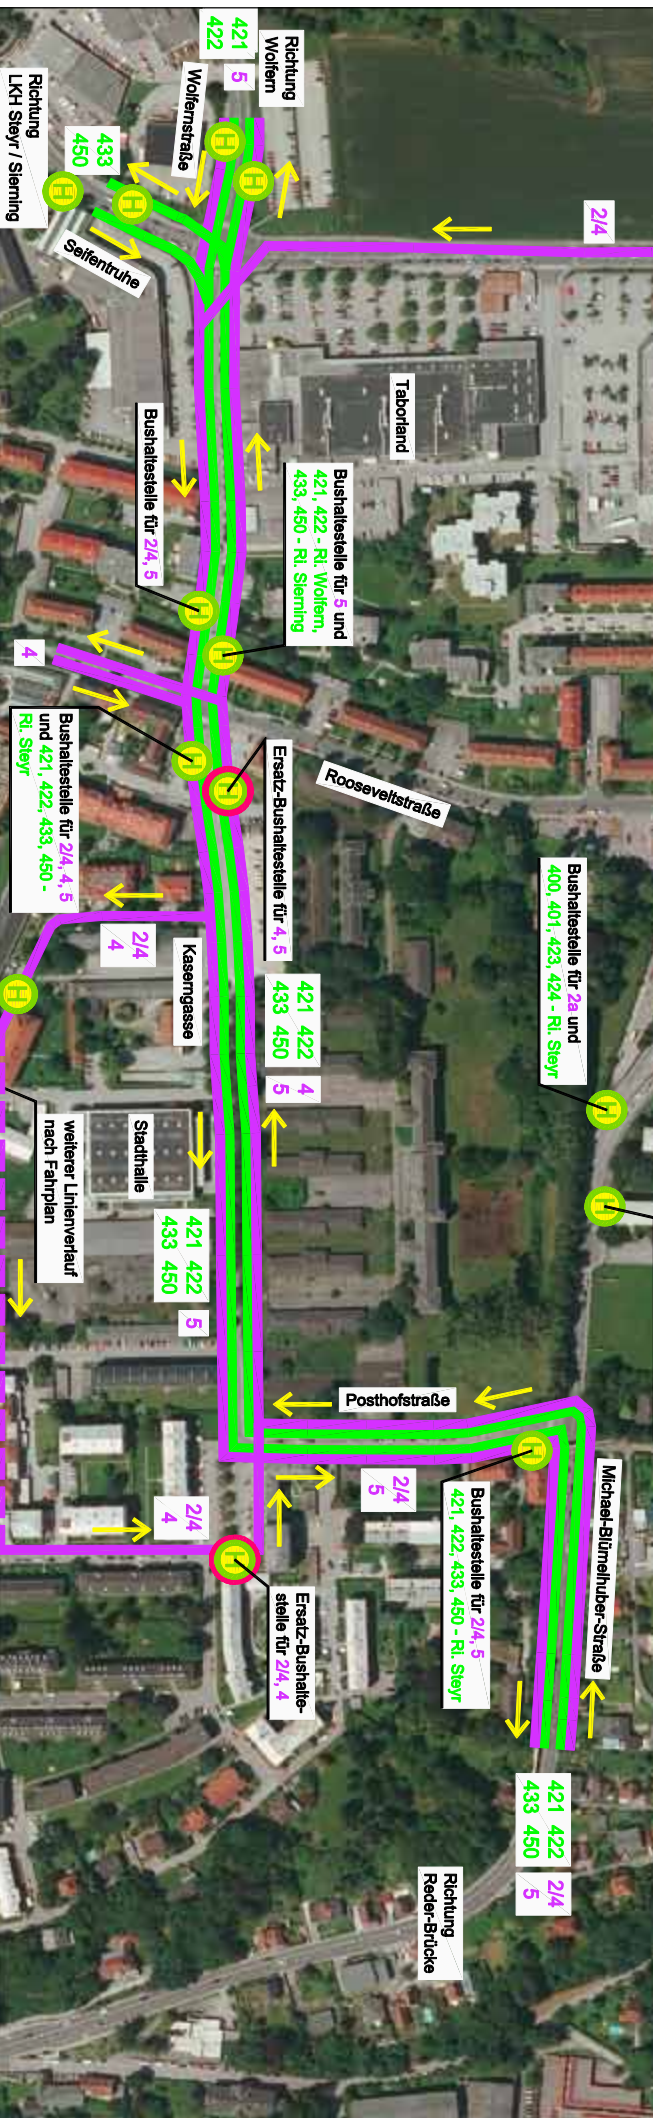 421
422
5
Richtung
Wolfern
Wolfernstraße
433
450
Richtung
LKH Steyr / Sierning
Seifentruhe
2/4
Taborland
Bushaltestelle für 2/4, 5
Bushaltestelle für 5 und
421, 422 - Ri. Wolfern,
433, 450 - Ri. Sierning
4
Bushaltestelle für 2/4, 4, 5
und 421, 422, 433, 450 -
Ri. Steyr
Ersatz-Bushaltestelle für 4, 5
Rooseveltstraße
Bushaltestelle für 2a und
400, 401, 423, 424 - Ri. Steyr
2/4
4
Kaserngasse
421 422
433 450
4
5
Stadthalle
weiterer Linienverlauf
nach Fahrplan
421 422
433 450
5
Posthofstraße
2/4
5
2/4
4
Bushaltestelle für 2/4, 5
421, 422, 433, 450 - Ri. Steyr
Michael-Blümelhuber-Straße
Ersatz-Bushalte-
stelle für 2/4, 4
421 422
433 450
2/4
5
Richtung
Reder-Brücke
H
H
H
H
H
H
H
H
H
H
H
H
H